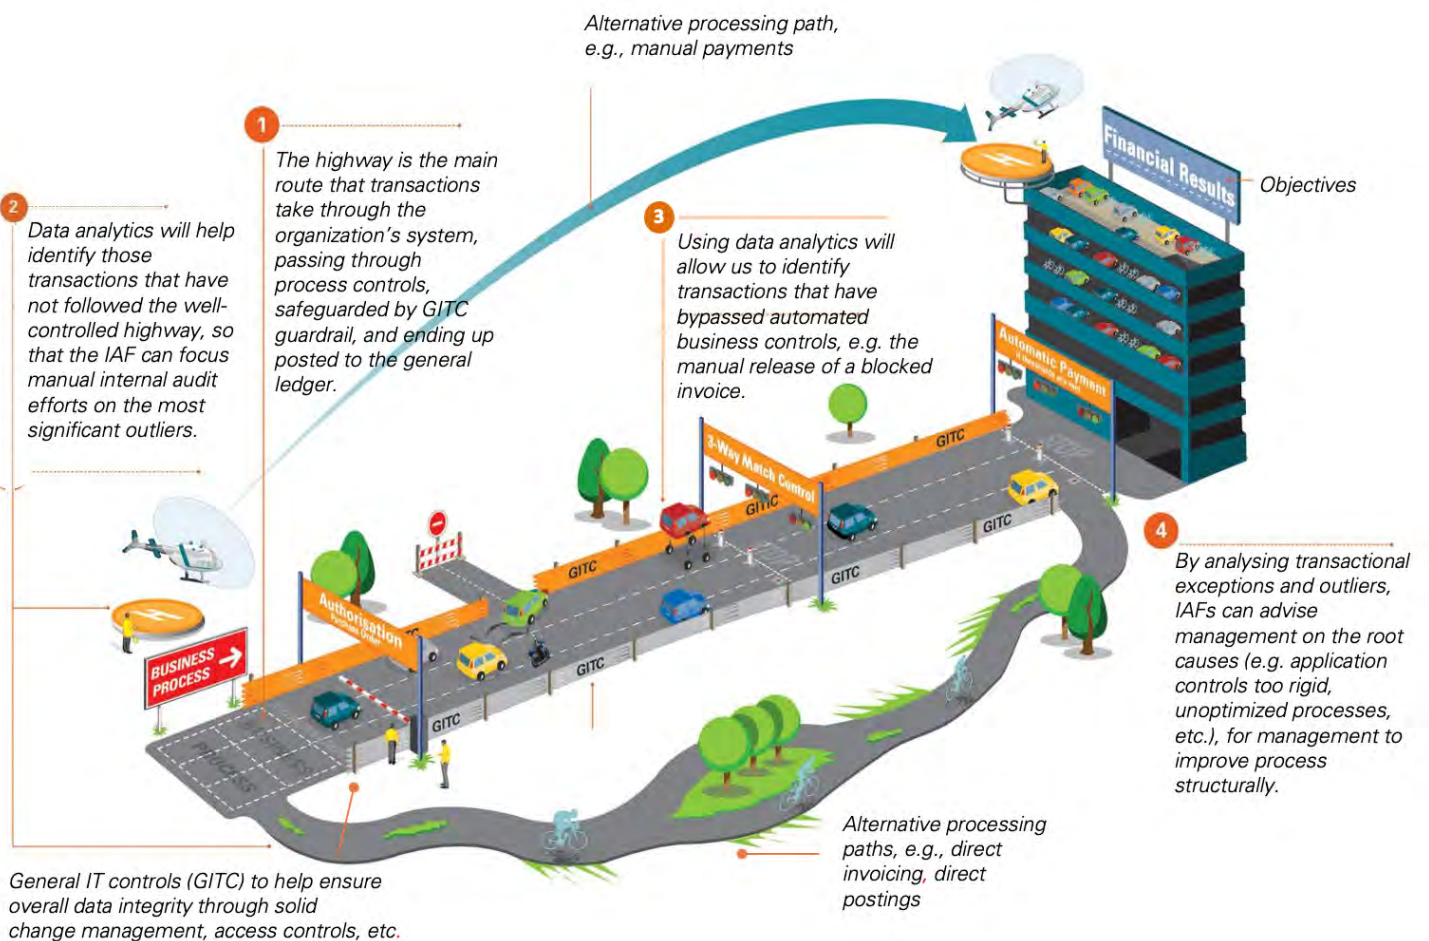 Alternative processing path,
e.g., manual payments
1
The highway is the main
route that transactions
take through the
organization's system,
passing through
process controls,
safeguarded by GITC
guardrail, and ending up
posted to the general
ledger.
2
Data analytics will help
identify those
transactions that have
not followed the well-
controlled highway, so
that the IAF can focus
manual internal audit
efforts on the most
significant outliers.
3
Using data analytics will
allow us to identify
transactions that have
bypassed automated
business controls, e.g. the
manual release of a blocked
invoice.
Financial Results
Objectives
H
Automatic Payment
STOP
GITC
3-Way Match Control
GITC
GITC
GITC
GITC
GITC
GITC
Authorisation
Purchase Order
H
BUSINESS
PROCESS
BUSINESS
PROCESS
4
By analysing transactional
exceptions and outliers,
IAFs can advise
management on the root
causes (e.g. application
controls too rigid,
unoptimized processes,
etc.), for management to
improve process
structurally.
Alternative processing
paths, e.g., direct
invoicing, direct
postings
General IT controls (GITC) to help ensure
overall data integrity through solid
change management, access controls, etc.